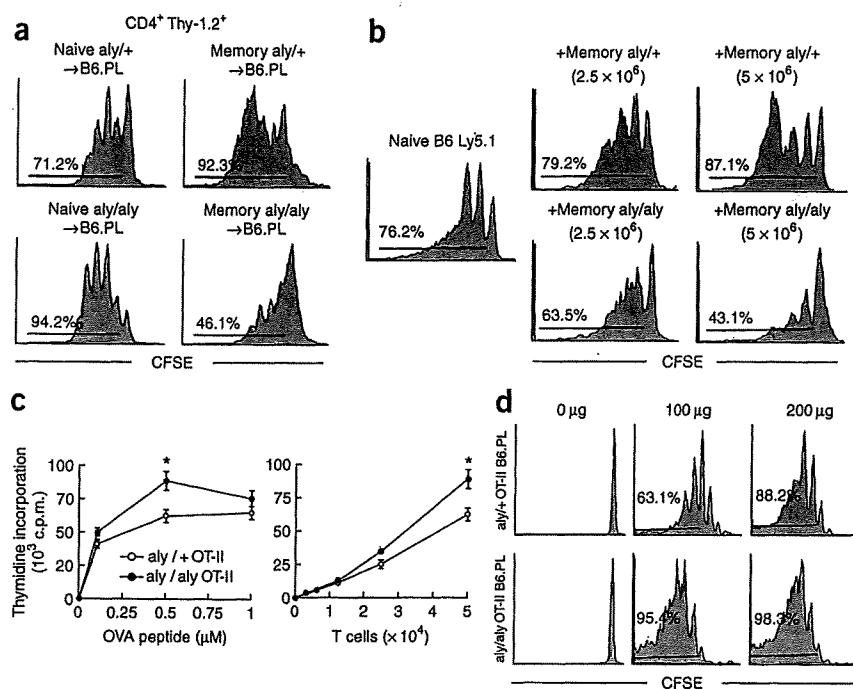 a
CD4+ Thy-1.2+
Naive aly/+
→B6.PL
Memory aly/+
→B6.PL
71.2%
92.3%
Naive aly/aly
→B6.PL
Memory aly/aly
→B6.PL
94.2%
46.1%
CFSE
b
Naive B6 Ly5.1
76.2%
+Memory aly/+
(2.5 × 10⁶)
+Memory aly/+
(5 × 10⁶)
79.2%
87.1%
+Memory aly/aly
(2.5 × 10⁶)
+Memory aly/aly
(5 × 10⁶)
63.5%
43.1%
CFSE
c
Thymidine incorporation
(10³ c.p.m.)
100
70
50
20
0
*
aly / + OT-II
aly / aly OT-II
0 0.25 0.5 0.75 1
OVA peptide (μM)
100
75
50
25
0
*
0 1 2 3 4 5
T cells (× 10⁴)
d
0 μg
100 μg
200 μg
aly/+ OT-II B6.PL
63.1%
88.2%
aly/aly OT-II B6.PL
95.4%
98.3%
CFSE